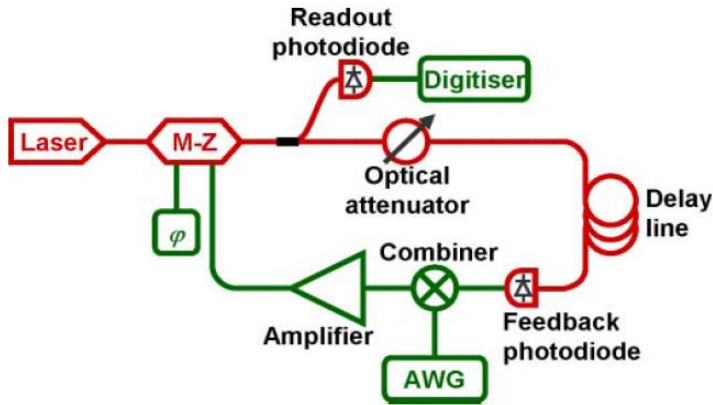 Readout
photodiode
Digitiser
Laser
M-Z
Optical
attenuator
Delay
line
φ
Combiner
Amplifier
Feedback
photodiode
AWG